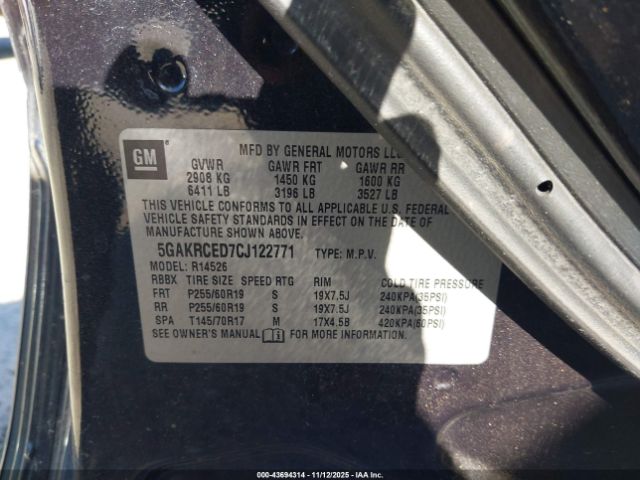 GM
MFD BY GENERAL MOTORS LLC
GVWR GAWR FRT GAWR RR
2908 KG 1450 KG 1600 KG
6411 LB 3196 LB 3527 LB
THIS VEHICLE CONFORMS TO ALL APPLICABLE U.S. FEDERAL
VEHICLE SAFETY STANDARDS IN EFFECT ON THE DATE OF
MANUFACTURE SHOWN ABOVE.
5GAKRCED7CJ122771 TYPE: M.P.V.
MODEL: R14526
RBBX TIRE SIZE SPEED RTG RIM COLD TIRE PRESSURE
FRT P255/60R19 S 19X7.5J 240KPA(35PSI)
RR P255/60R19 S 19X7.5J 240KPA(35PSI)
SPA T145/70R17 M 17X4.5B 420KPA(60PSI)
SEE OWNER'S MANUAL FOR MORE INFORMATION.
000-43694314 - 11/12/2025 - IAAI.COM